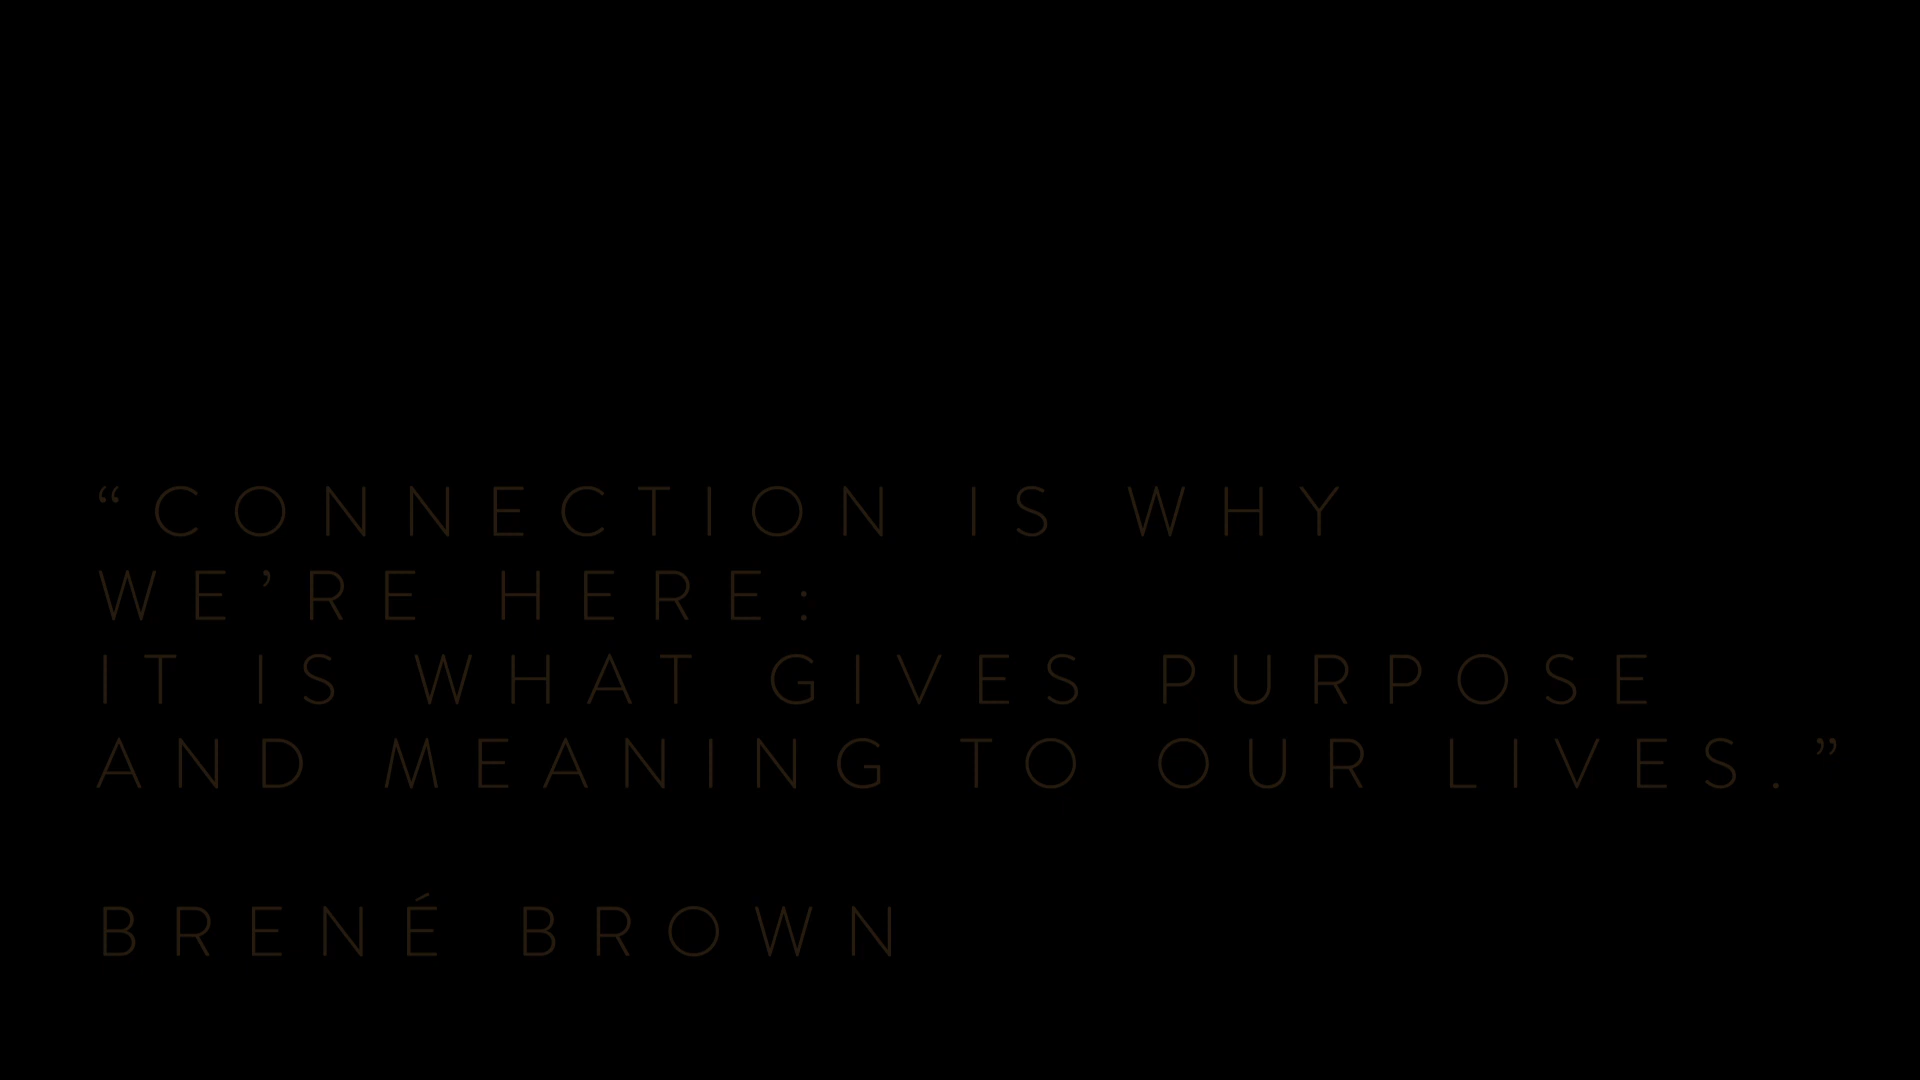 “CONNECTION IS WHY
WE’RE HERE:
IT IS WHAT GIVES PURPOSE
AND MEANING TO OUR LIVES.”
BRENÉ BROWN